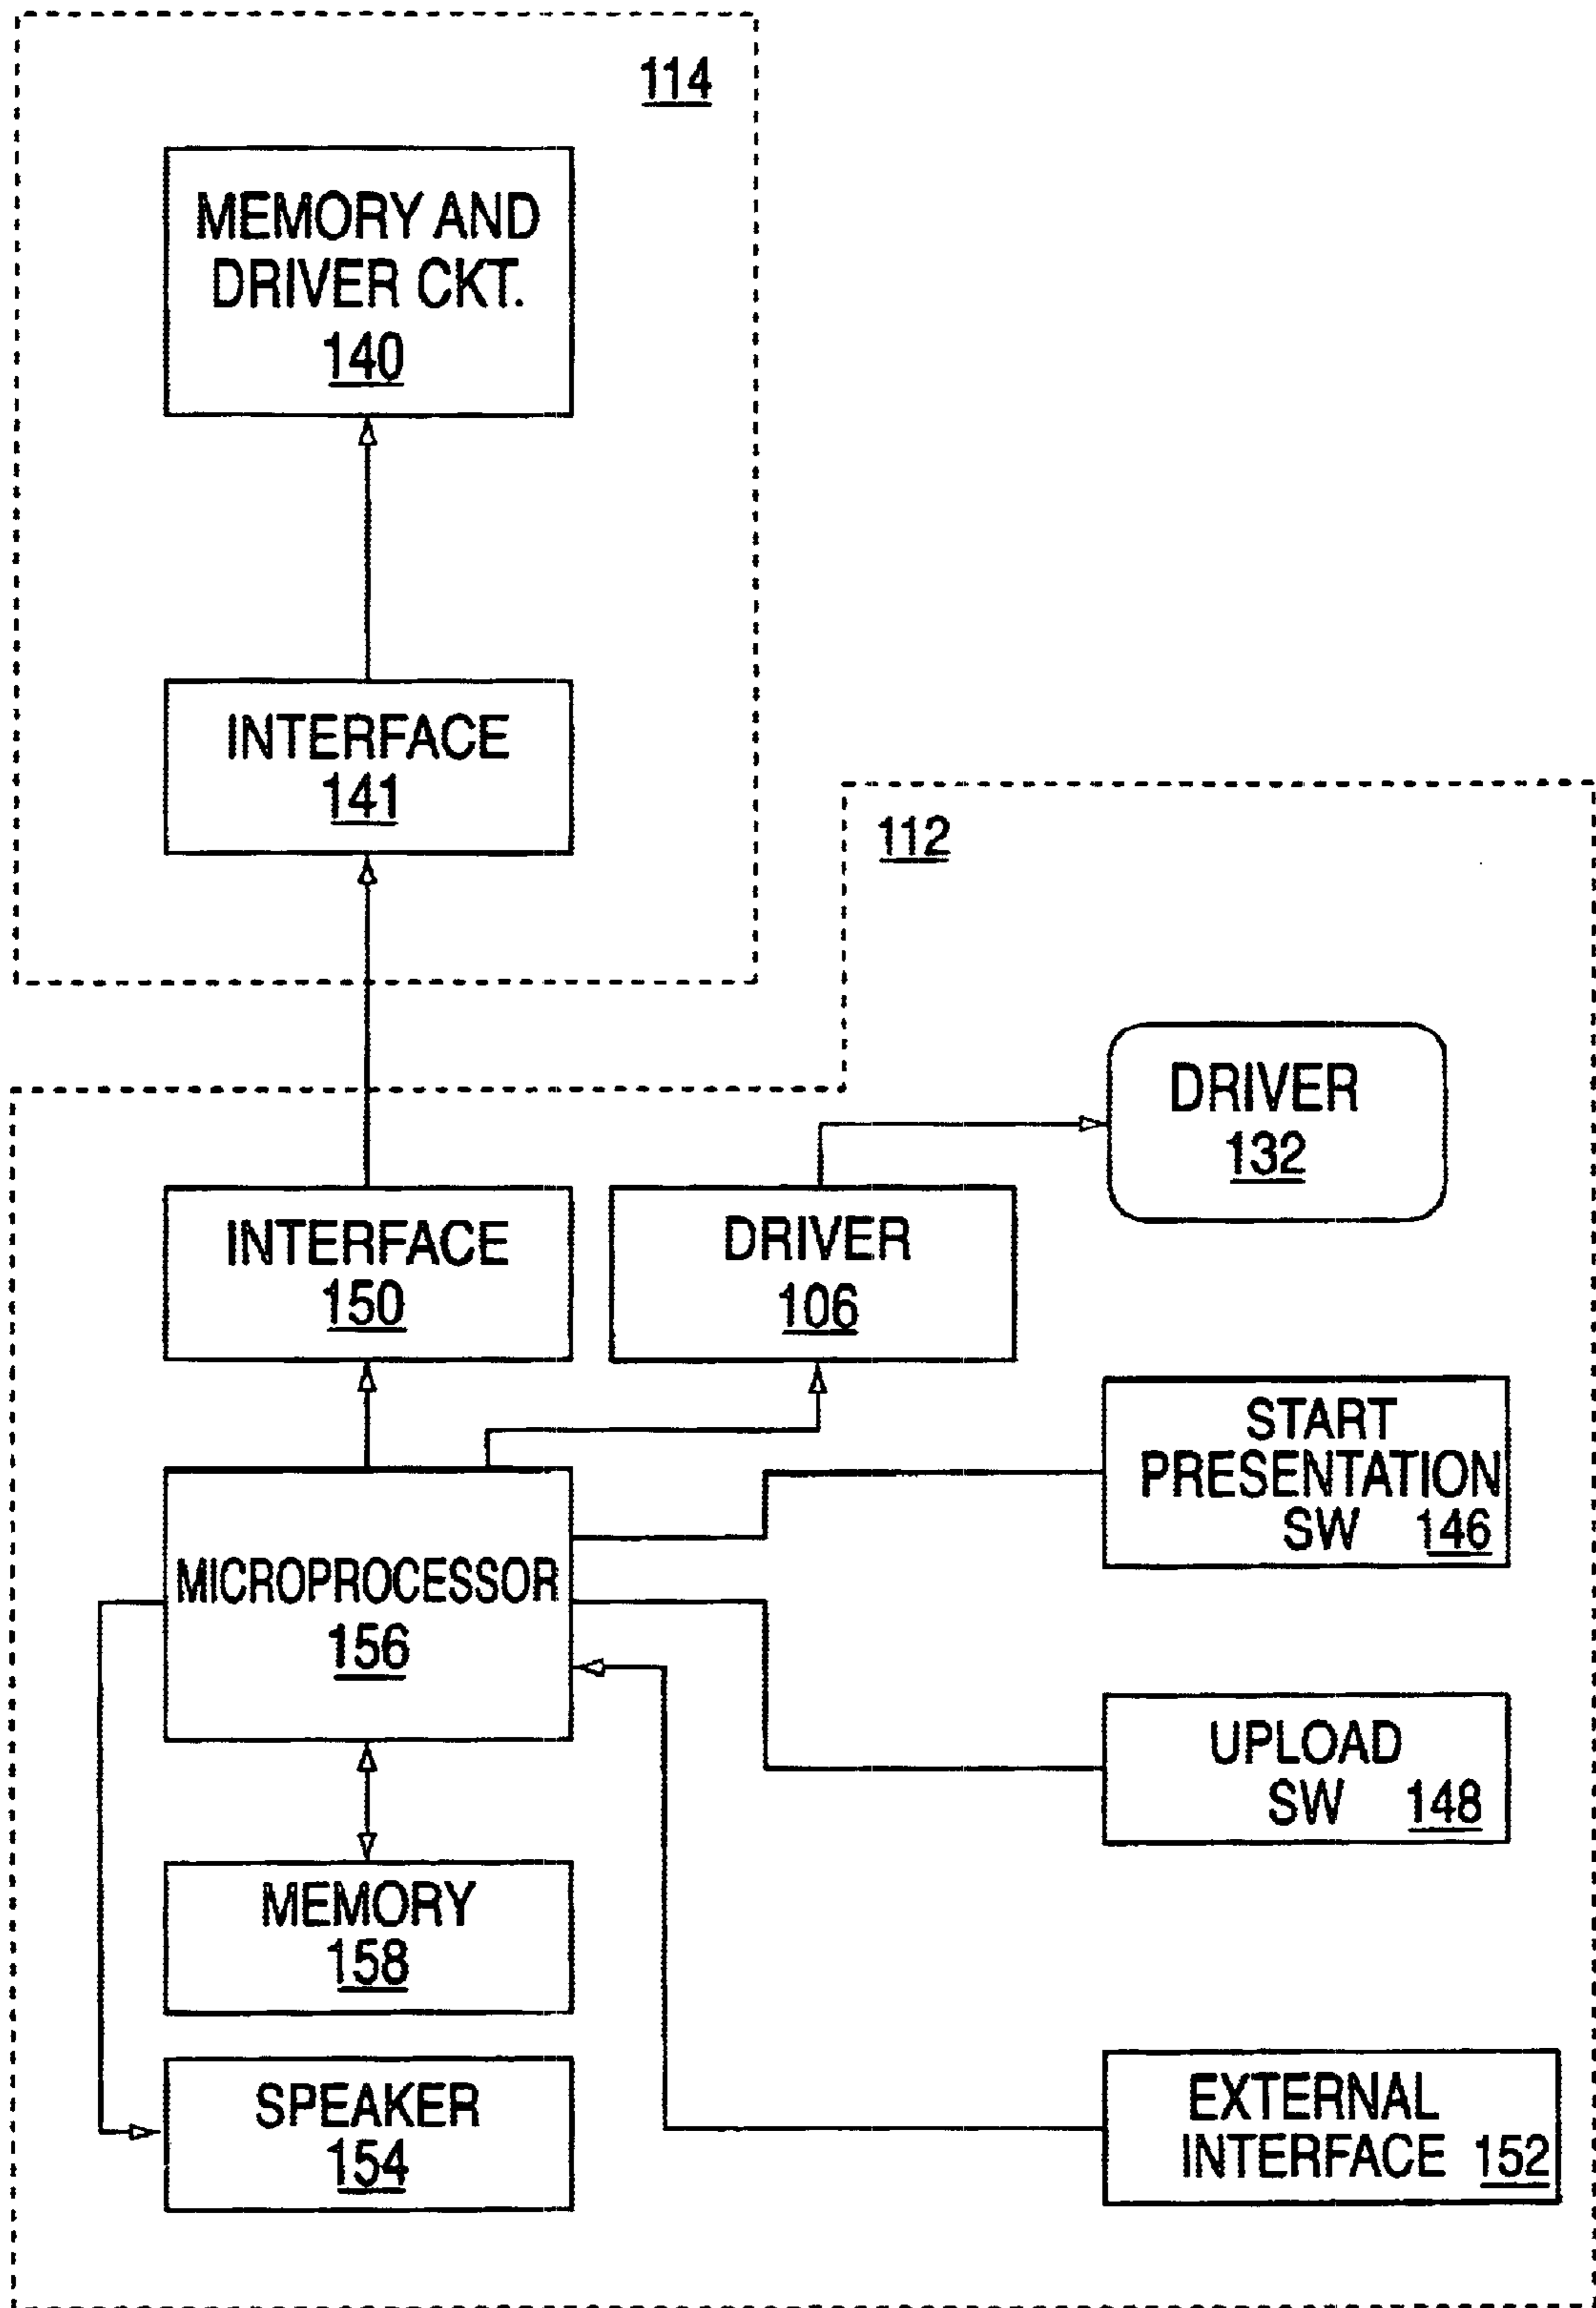 114
MEMORY AND
DRIVER CKT.
140
INTERFACE
141
112
DRIVER
132
INTERFACE
150
DRIVER
106
START
PRESENTATION
SW 146
MICROPROCESSOR
156
UPLOAD
SW 148
MEMORY
158
SPEAKER
154
EXTERNAL
INTERFACE 152